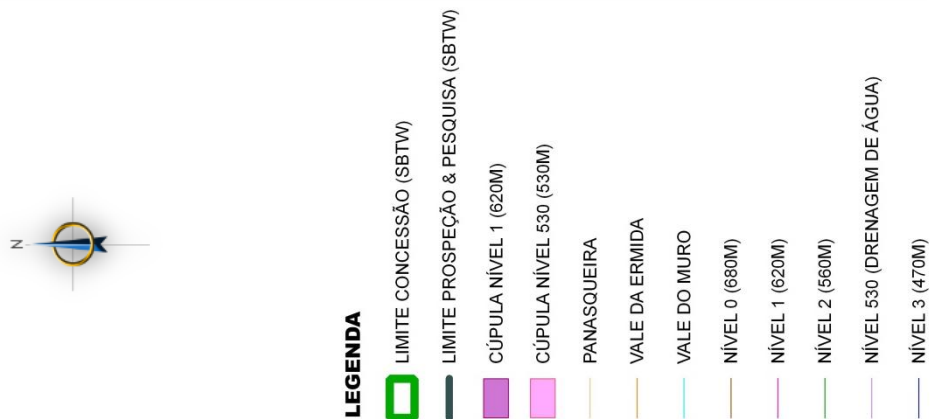 N
LEGENDA
LIMITE CONCESSÃO (SBTW)
LIMITE PROSPEÇÃO & PESQUISA (SBTW)
CÚPULA NÍVEL 1 (620M)
CÚPULA NÍVEL 530 (530M)
PANASQUEIRA
VALE DA ERMIDA
VALE DO MURO
NÍVEL 0 (680M)
NÍVEL 1 (620M)
NÍVEL 2 (560M)
NÍVEL 530 (DRENAGEM DE ÁGUA)
NÍVEL 3 (470M)